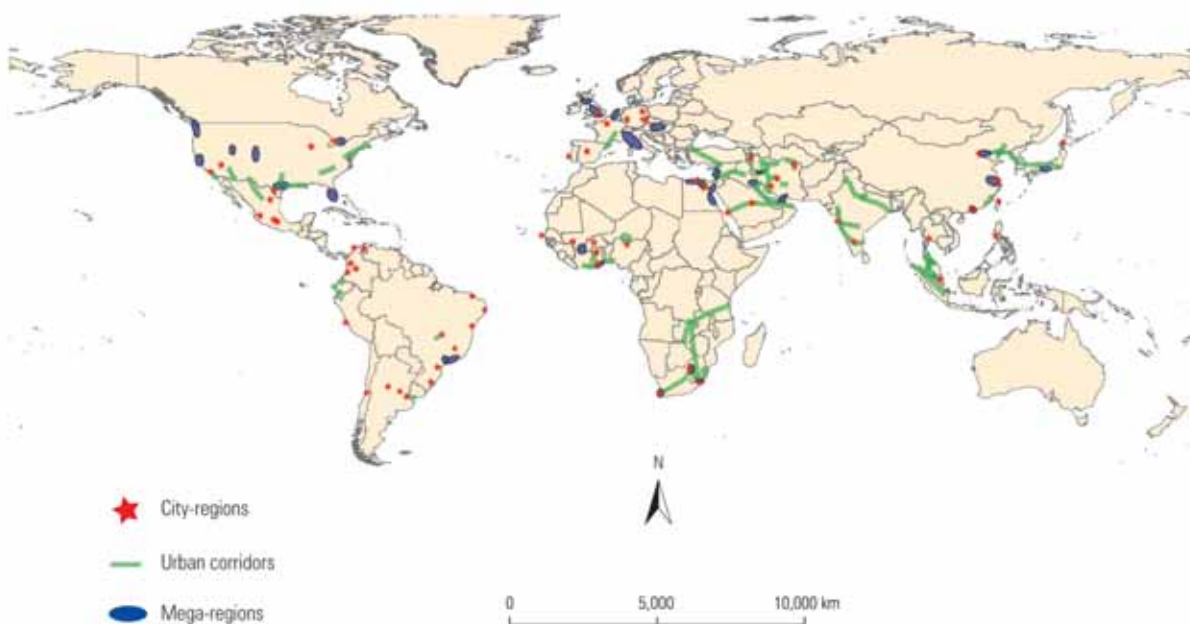 N
City-regions
Urban corridors
Mega-regions
0 5,000 10,000 km